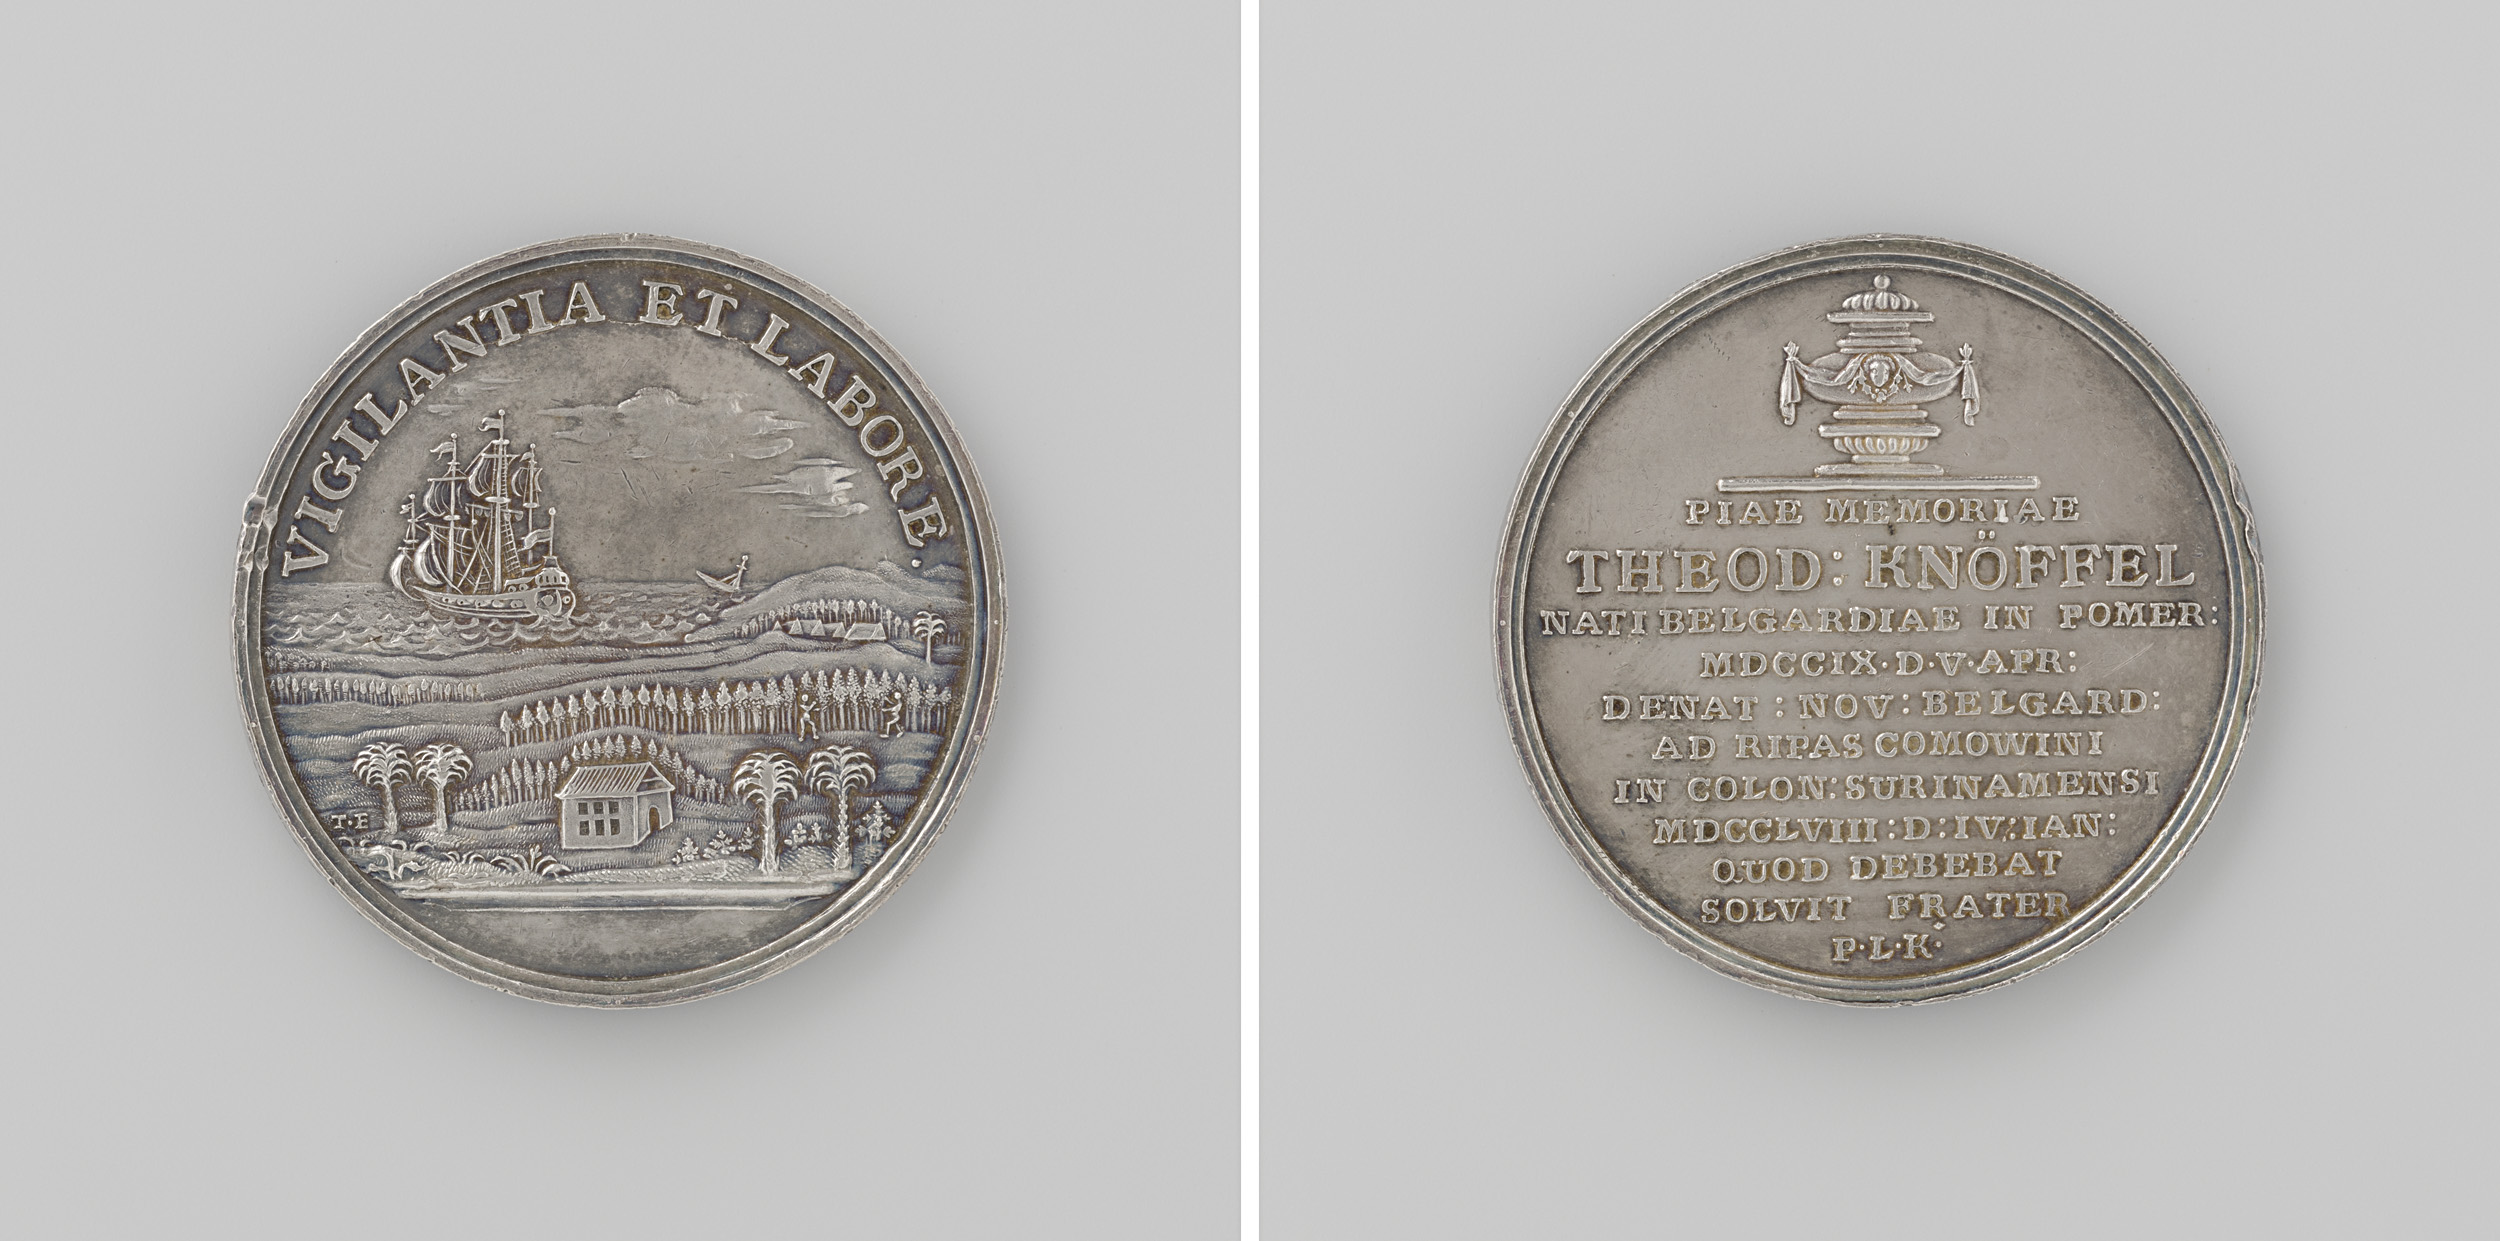 VIGILANTIA ET LABORE.
T·E
PIAE MEMORIAE
THEOD: KNÖFFEL
NATI BELGARDIAE IN POMER:
MDCCIX·D·V·APR:
DENAT: NOV: BELGARD:
AD RIPAS COMOWINI
IN COLON: SURINAMENSI
MDCCLVIII: D: IV: IAN:
QUOD DEBEBAT
SOLVIT FRATER
P·L·K·